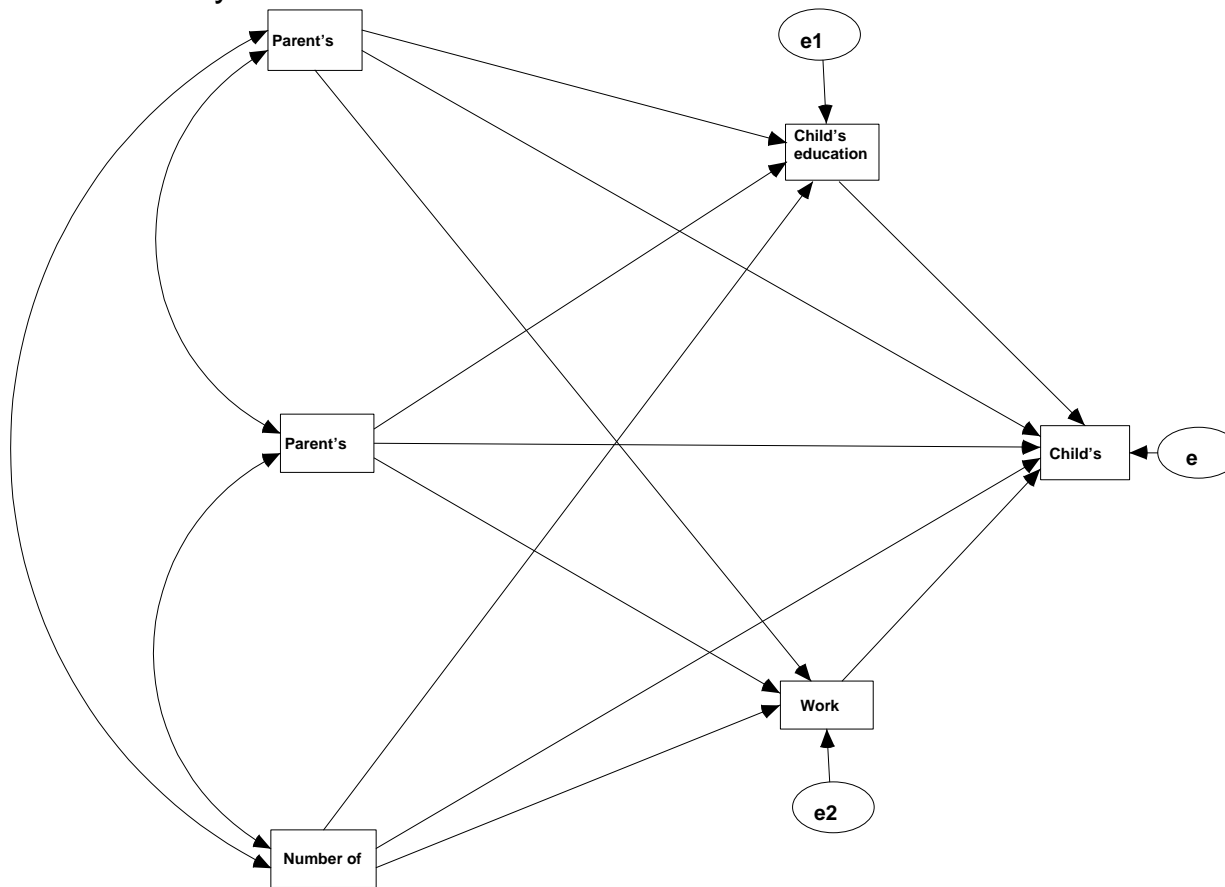 Parent's
e1
Child's
education
Parent's
Child's
e
Work
e2
Number of